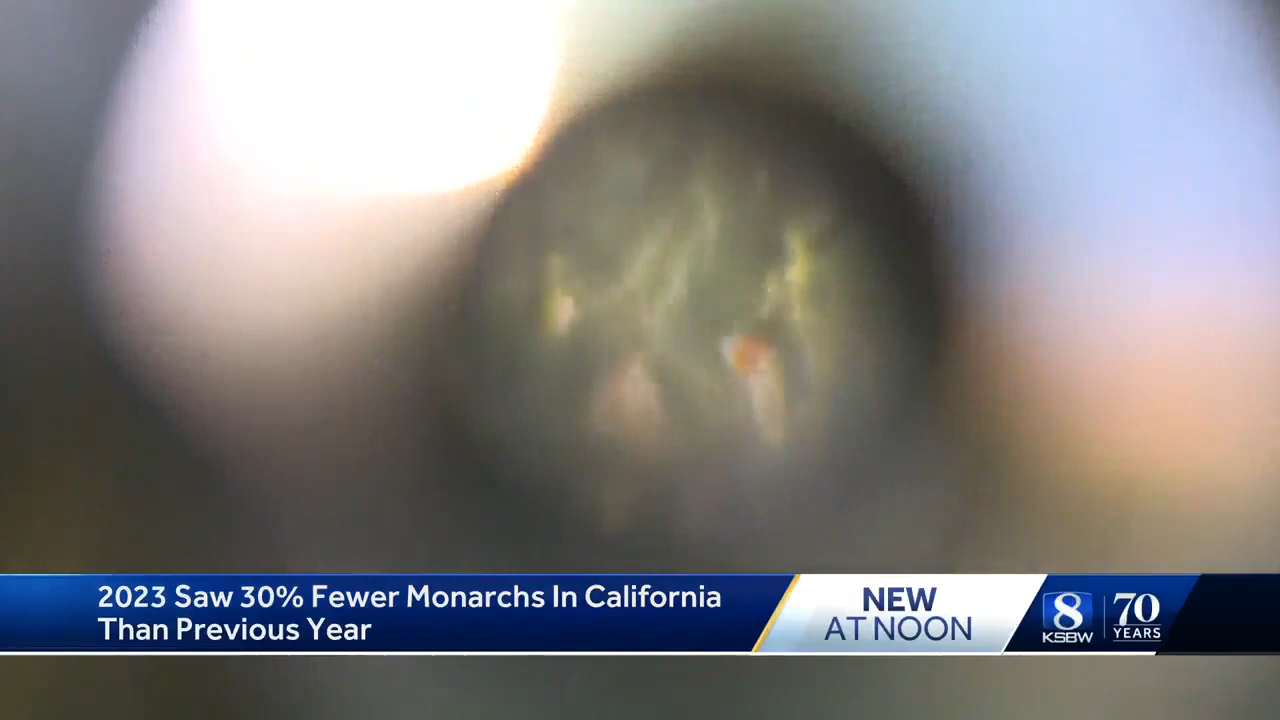 2023 Saw 30% Fewer Monarchs In California
Than Previous Year
NEW
AT NOON
8
KSBW
70
YEARS